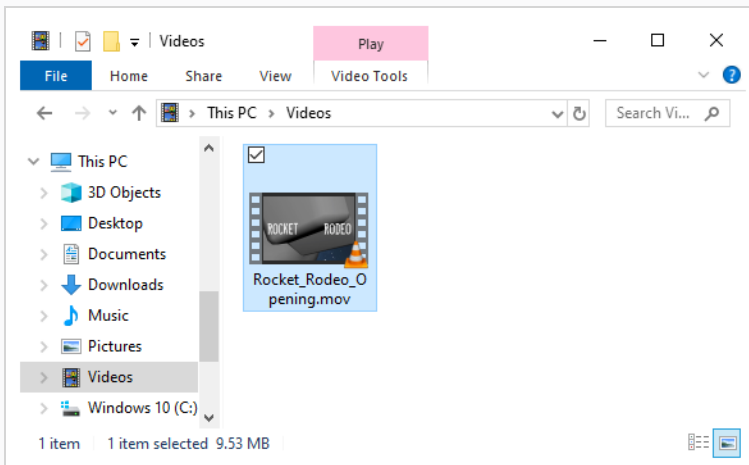 Videos
Play
File
Home
Share
View
Video Tools
?
This PC > Videos
Search Vi...
This PC
3D Objects
Desktop
Documents
Downloads
Music
Pictures
Videos
Windows 10 (C:)
ROCKET RODEO
Rocket_Rodeo_O
pening.mov
1 item
1 item selected 9.53 MB